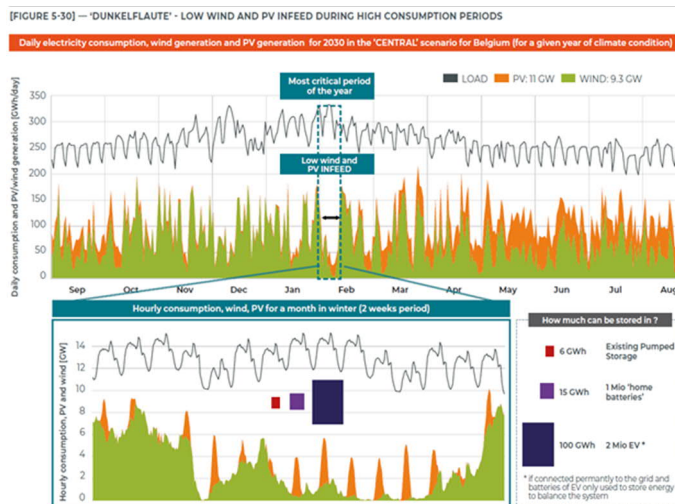 [FIGURE 5-30] — 'DUNKELFLAUTE' - LOW WIND AND PV INFEED DURING HIGH CONSUMPTION PERIODS
Daily electricity consumption, wind generation and PV generation for 2030 in the 'CENTRAL' scenario for Belgium (for a given year of climate condition)
Most critical period
of the year
LOAD
PV: 11 GW
WIND: 9.3 GW
Daily consumption and PV/wind generation [GWh/day]
350
300
250
200
150
100
50
0
Low wind and
PV INFEED
Sep
Oct
Nov
Dec
Jan
Feb
Mar
Apr
May
Jun
Jul
Aug
Hourly consumption, wind, PV for a month in winter (2 weeks period)
Hourly consumption, PV and wind [GW]
14
12
10
8
6
4
2
0
How much can be stored in ?
6 GWh
Existing Pumped
Storage
15 GWh
1 Mio 'home
batteries'
100 GWh
2 Mio EV *
* If connected permantly to the grid and
batteries of EV only used to store energy
to balance the system